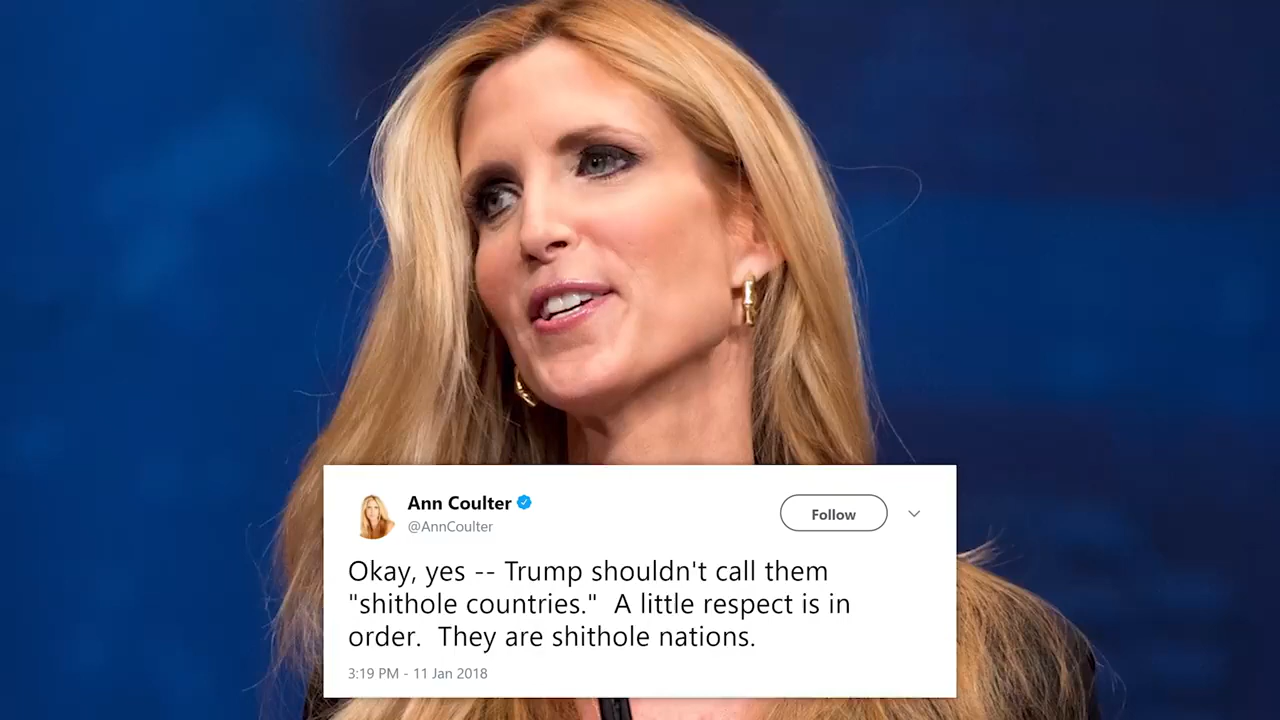 Ann Coulter
@AnnCoulter
Follow
Okay, yes -- Trump shouldn't call them
"shithole countries."  A little respect is in
order.  They are shithole nations.
3:19 PM - 11 Jan 2018